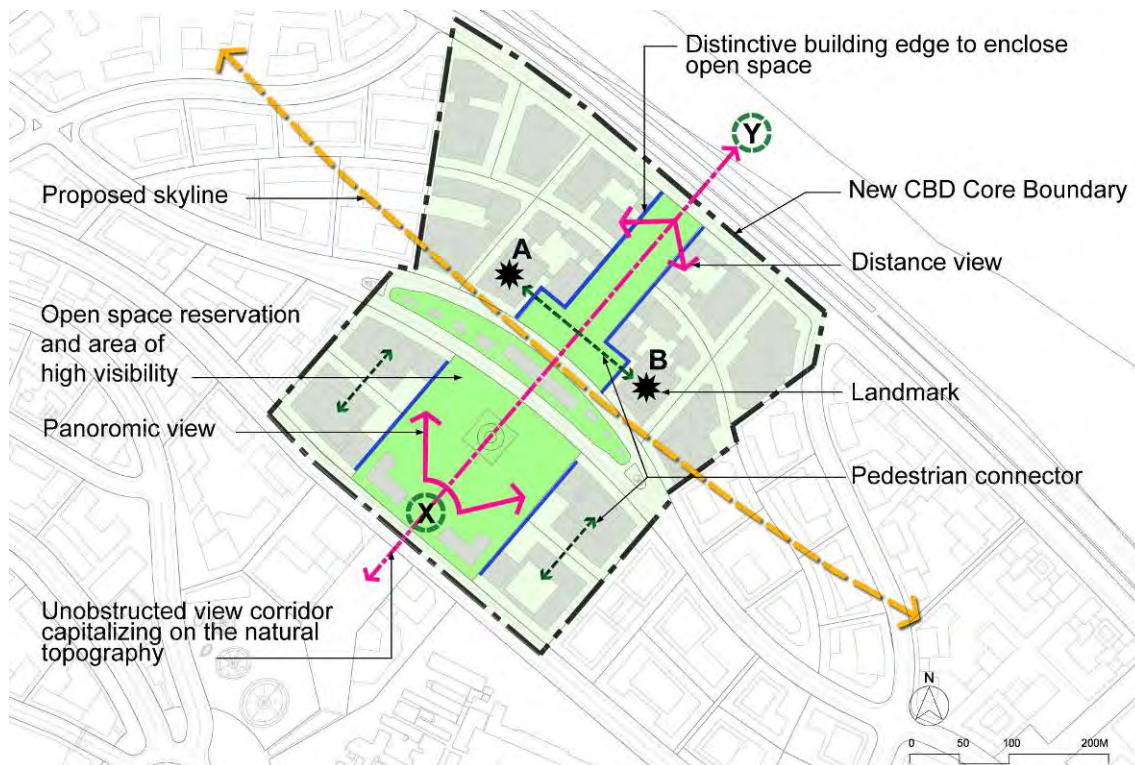 Distinctive building edge to enclose
open space
Y
Proposed skyline
New CBD Core Boundary
A
Distance view
Open space reservation
and area of
high visibility
B
Landmark
Panoromic view
Pedestrian connector
X
Unobstructed view corridor
capitalizing on the natural
topography
N
0 50 100 200M